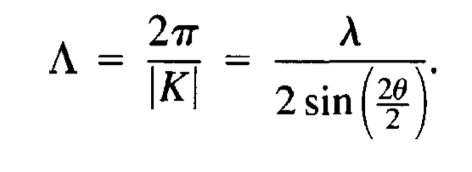 Λ = 2π / |K| = λ / 2 sin(2θ / 2).